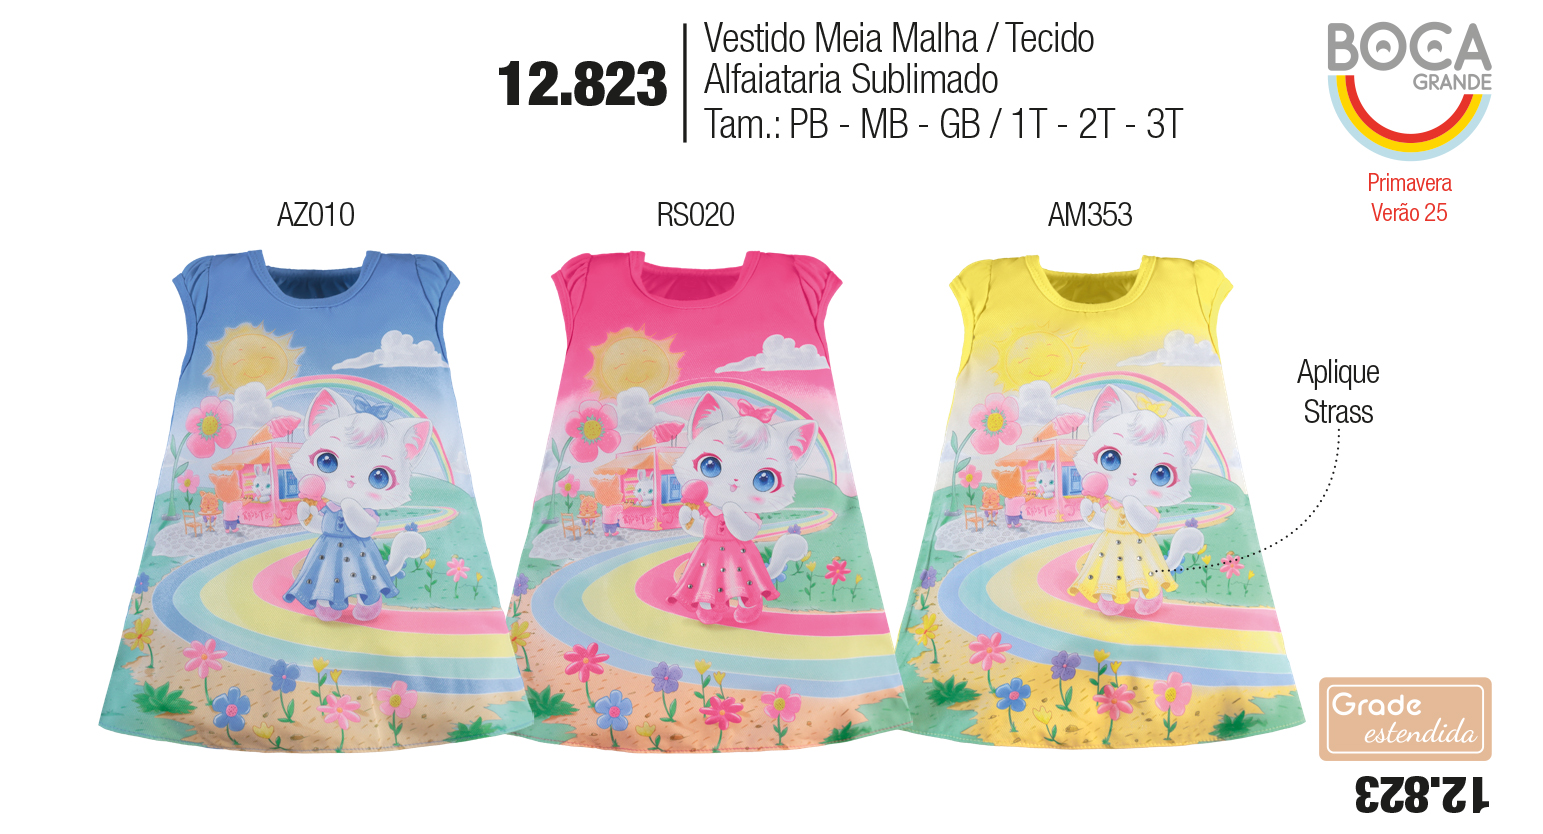 12.823
Vestido Meia Malha / Tecido
Alfaiataria Sublimado
Tam.: PB - MB - GB / 1T - 2T - 3T
BOCA
GRANDE
Primavera
Verão 25
AZ010
RS020
AM353
Aplique
Strass
Grade
estendida
12.823